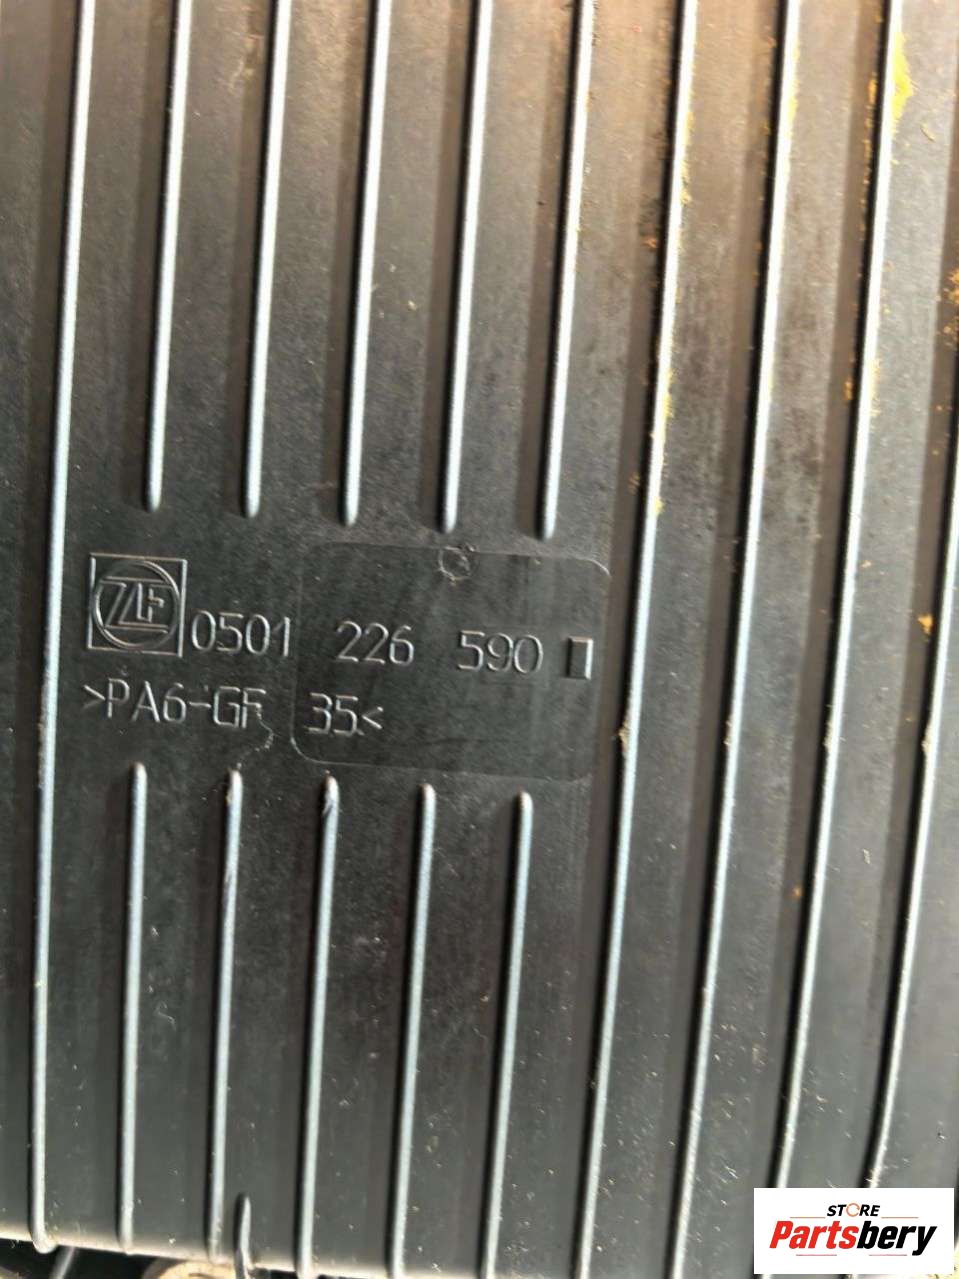 ZF 0501 226 590
>PA6-GF 35<
STORE
Partsbery